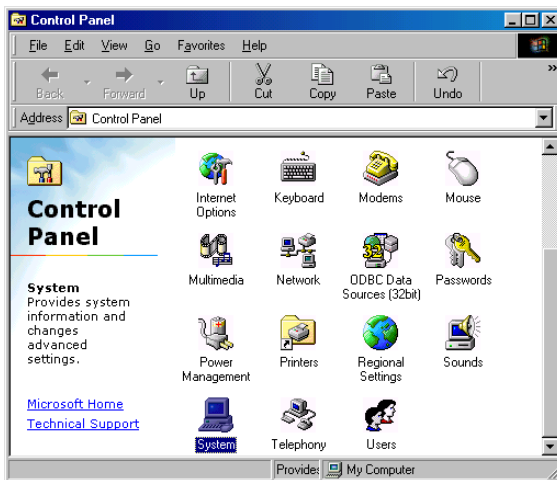 Control Panel
File Edit View Go Favorites Help
Back Forward Up Cut Copy Paste Undo »
Address Control Panel
Control
Panel
System
Provides system
information and
changes
advanced
settings.
Microsoft Home
Technical Support
Internet
Options
Keyboard
Modems
Mouse
Multimedia
Network
ODBC Data
Sources (32bit)
Passwords
Power
Management
Printers
Regional
Settings
Sounds
System
Telephony
Users
Provides My Computer